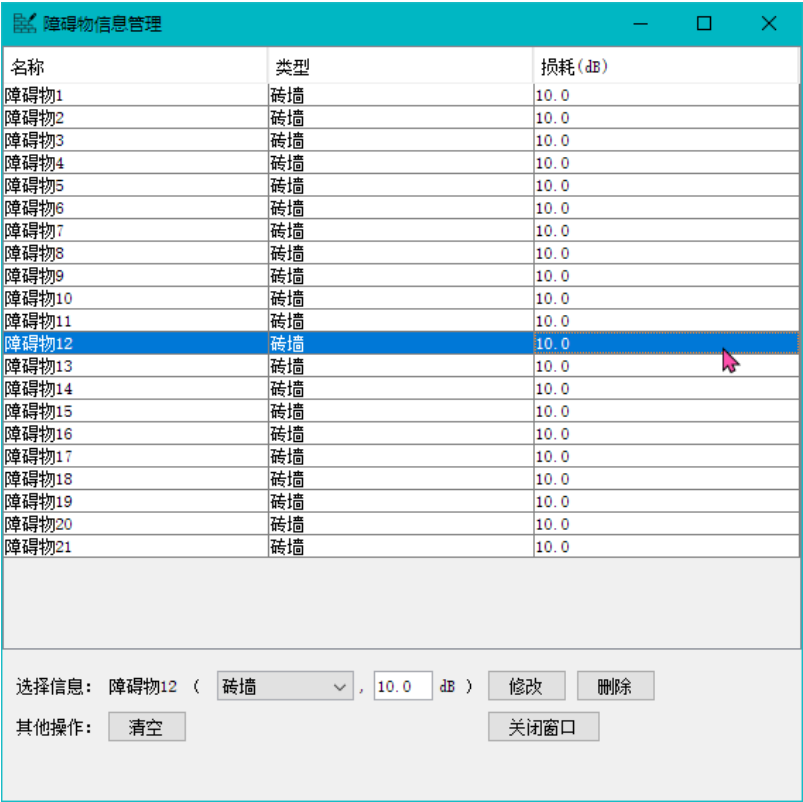 障碍物信息管理
名称 类型 损耗(dB)
障碍物1 砖墙 10.0
障碍物2 砖墙 10.0
障碍物3 砖墙 10.0
障碍物4 砖墙 10.0
障碍物5 砖墙 10.0
障碍物6 砖墙 10.0
障碍物7 砖墙 10.0
障碍物8 砖墙 10.0
障碍物9 砖墙 10.0
障碍物10 砖墙 10.0
障碍物11 砖墙 10.0
障碍物12 砖墙 10.0
障碍物13 砖墙 10.0
障碍物14 砖墙 10.0
障碍物15 砖墙 10.0
障碍物16 砖墙 10.0
障碍物17 砖墙 10.0
障碍物18 砖墙 10.0
障碍物19 砖墙 10.0
障碍物20 砖墙 10.0
障碍物21 砖墙 10.0
选择信息: 障碍物12 ( 砖墙 , 10.0 dB ) 修改 删除
其他操作: 清空 关闭窗口